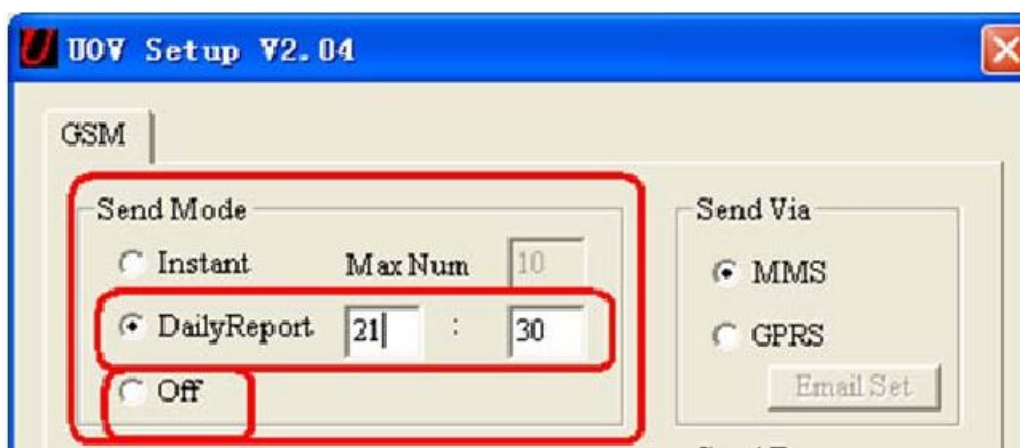 UOV Setup V2.04
GSM
Send Mode
Send Via
Instant Max Num 10
MMS
DailyReport 21 : 30
GPRS
Off
Email Set